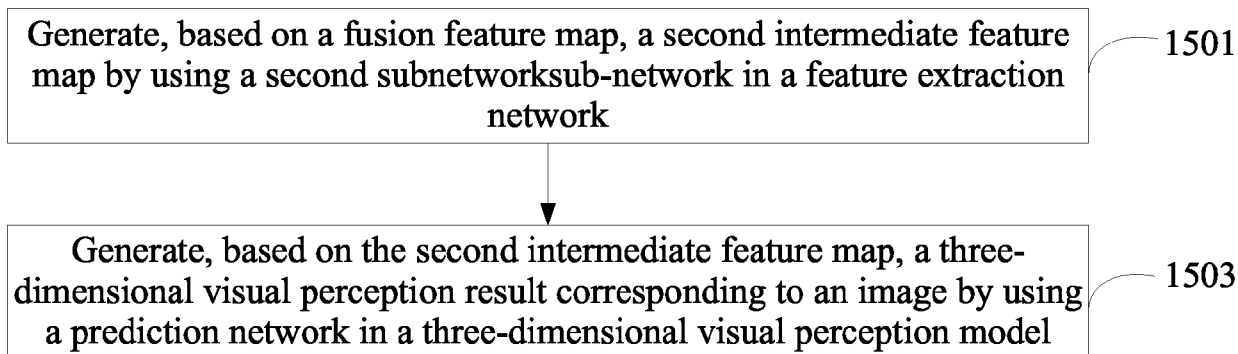 Generate, based on a fusion feature map, a second intermediate feature
map by using a second subnetworksub-network in a feature extraction
network
1501
Generate, based on the second intermediate feature map, a three-
dimensional visual perception result corresponding to an image by using
a prediction network in a three-dimensional visual perception model
1503